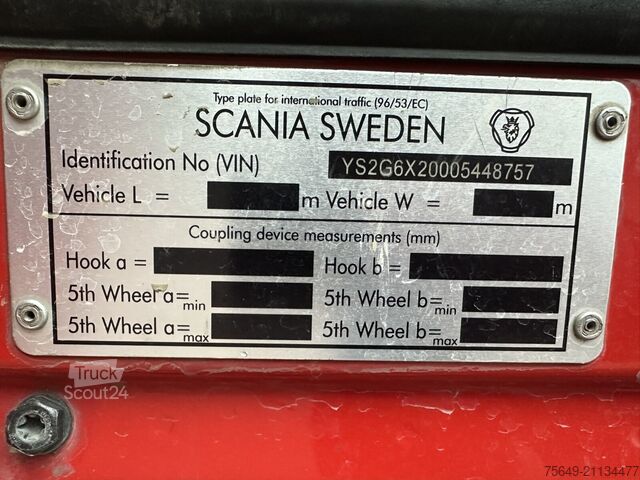 Type plate for international traffic (96/53/EC)
SCANIA SWEDEN
Identification No (VIN) YS2G6X20005448757
Vehicle L = m Vehicle W = m
Coupling device measurements (mm)
Hook a = Hook b =
5th Wheel a=min 5th Wheel b=min
5th Wheel a=max 5th Wheel b=max
Truck
Scout24
75649-21134477